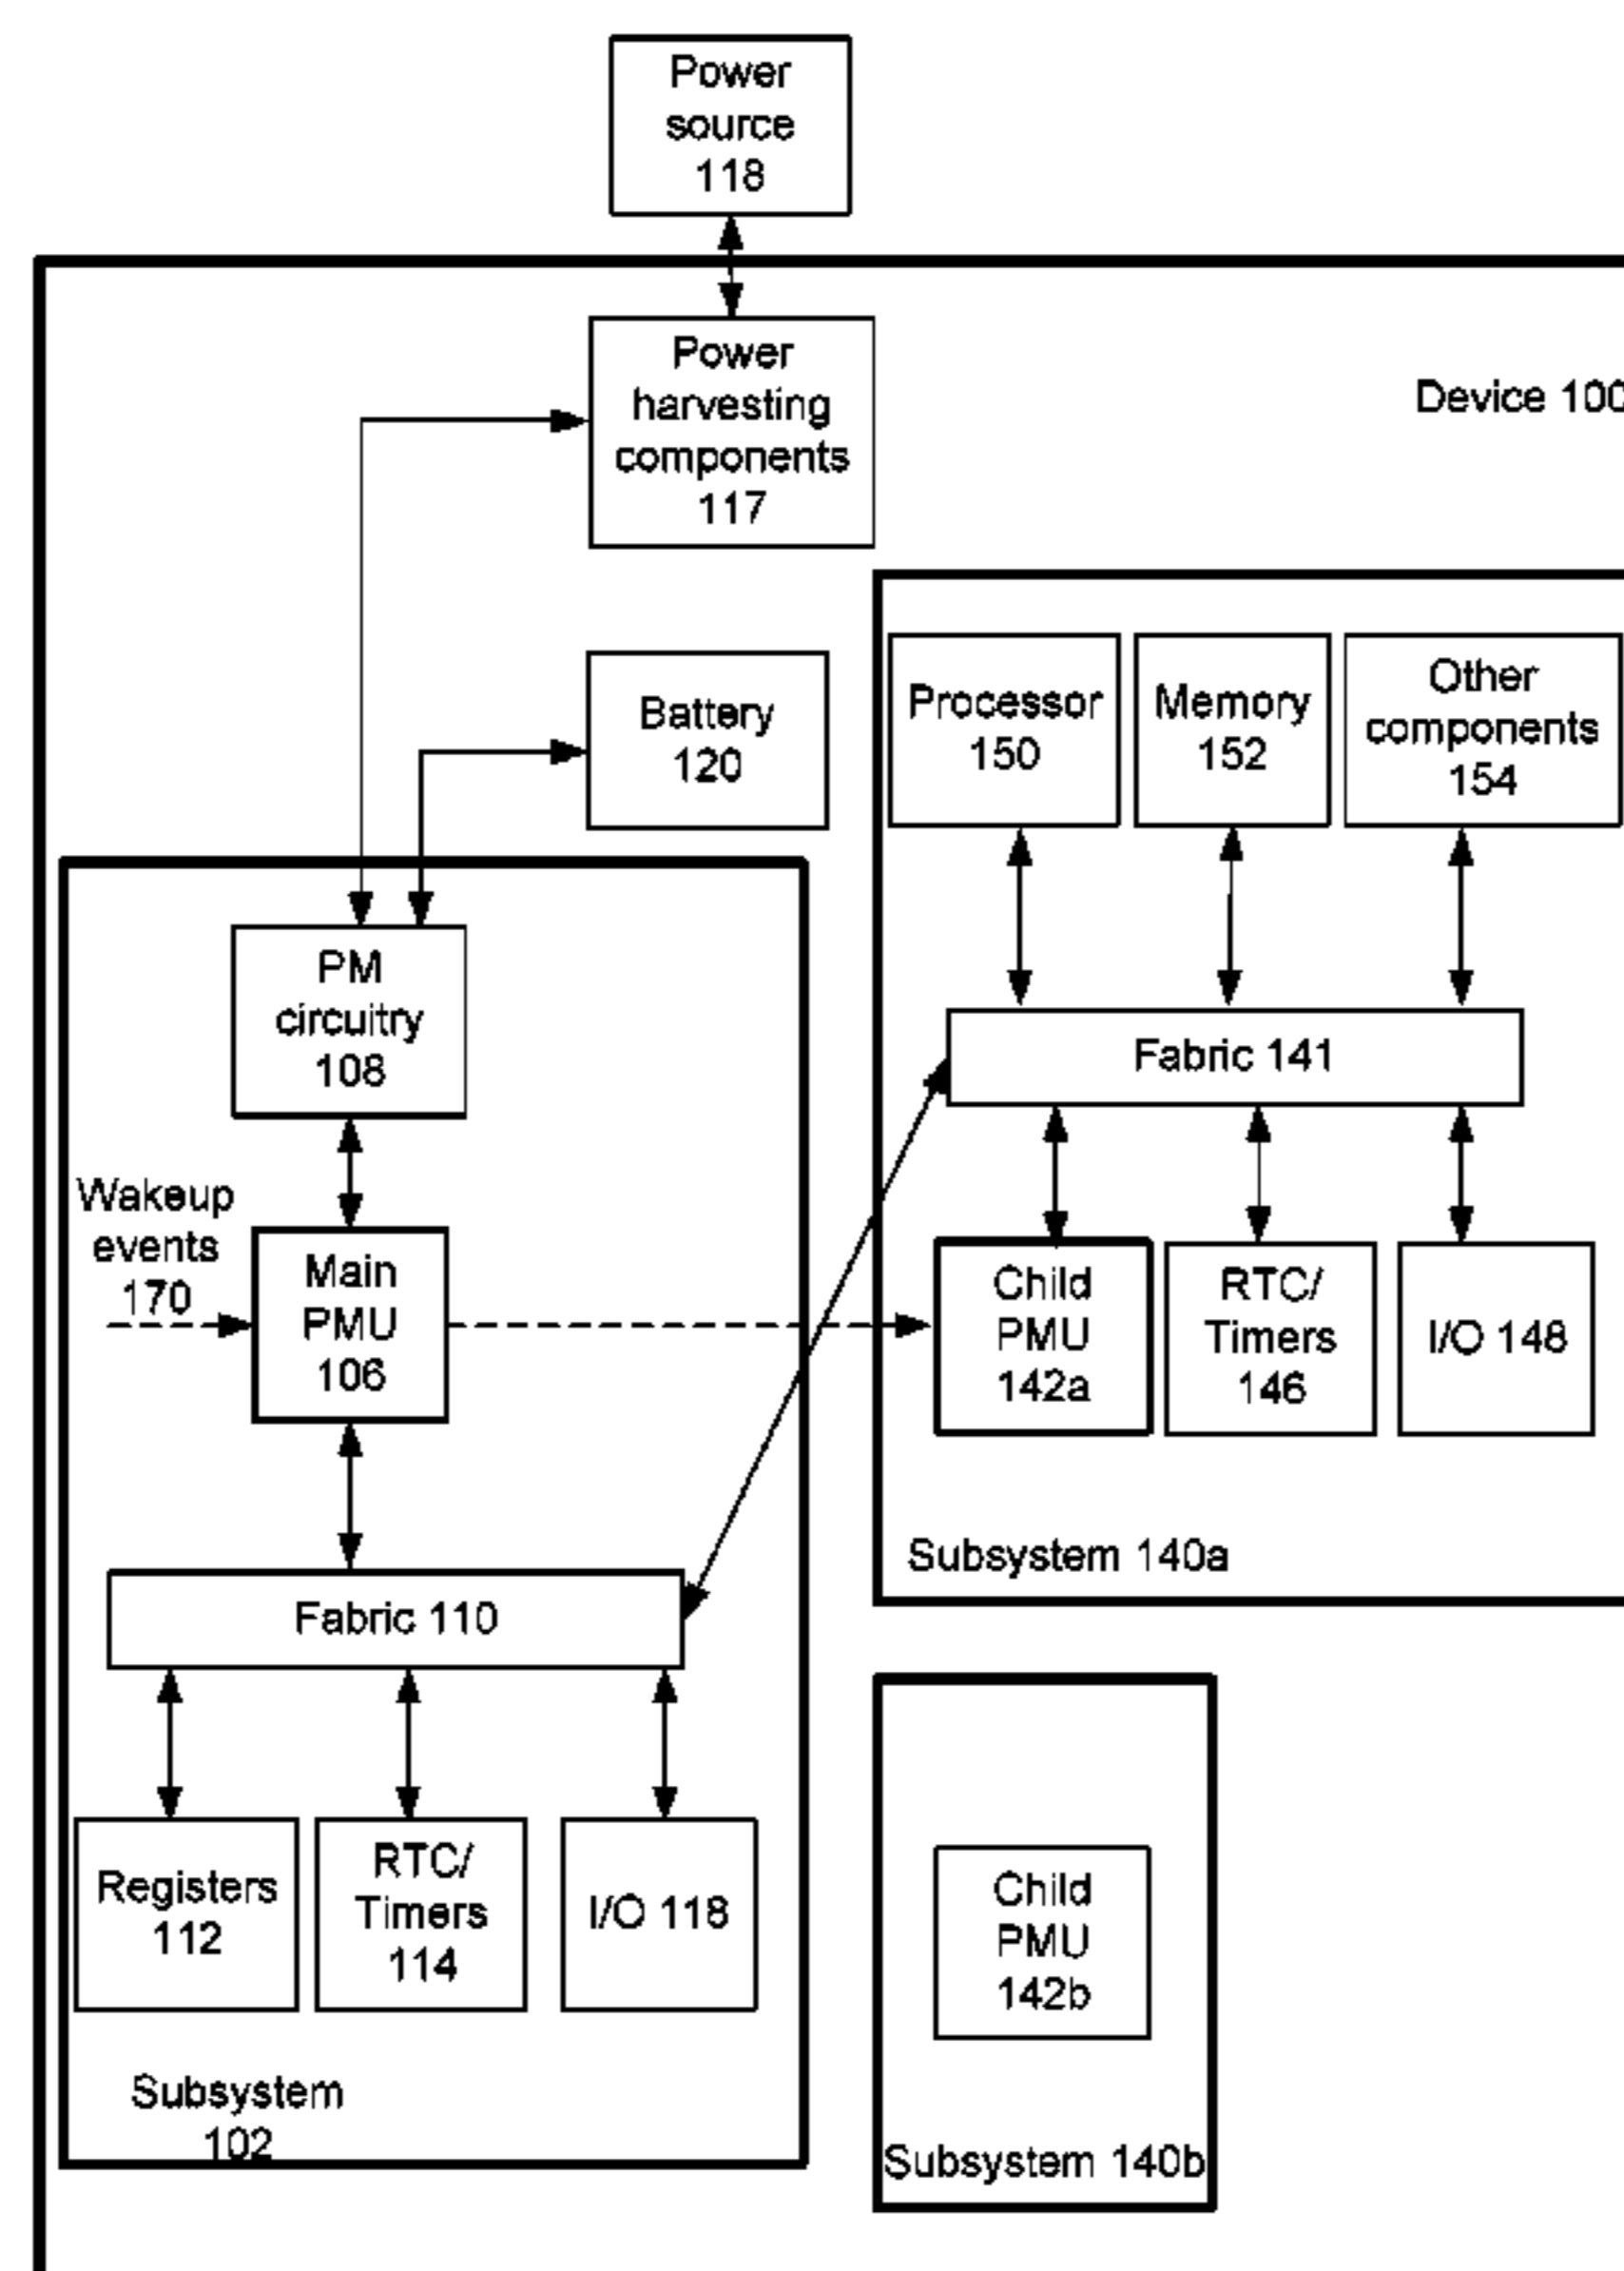 Power
source
118
Power
harvesting
components
117
Device 100
Battery
120
Processor
150
Memory
152
Other
components
154
PM
circuitry
108
Fabric 141
Wakeup
events
170
Main
PMU
106
Child
PMU
142a
RTC/
Timers
146
I/O 148
Subsystem 140a
Fabric 110
Registers
112
RTC/
Timers
114
I/O 118
Child
PMU
142b
Subsystem
102
Subsystem 140b